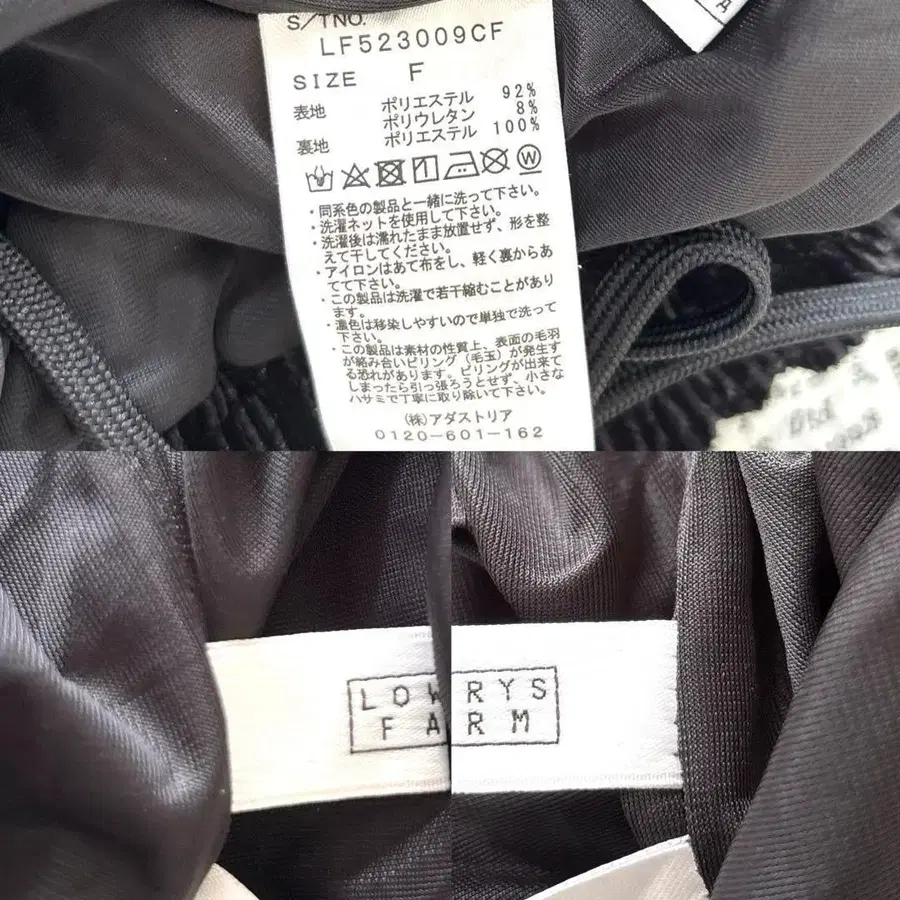 S/TNO.
LF523009CF
SIZE F
表地 ポリエステル 92%
ポリウレタン 8%
裏地 ポリエステル 100%
・同系色の製品と一緒に洗って下さい。
・洗濯ネットを使用して下さい。
・洗濯後は濡れたまま放置せず、形を整
えて干してください。
・アイロンはあて布をし、軽く裏からあ
てて下さい。
・この製品は洗濯で若干縮むことがあり
ます。
・濃色は移染しやすいので単独で洗って
下さい。
・この製品は素材の性質上、表面の毛羽
が絡み合いピリング(毛玉)が発生す
る恐れがあります。ピリングが出来て
しまったら引っ張ろうとせず、小さな
ハサミで丁寧に取り除いて下さい。
(株)アダストリア
0120-601-162
LOWRYS
FARM